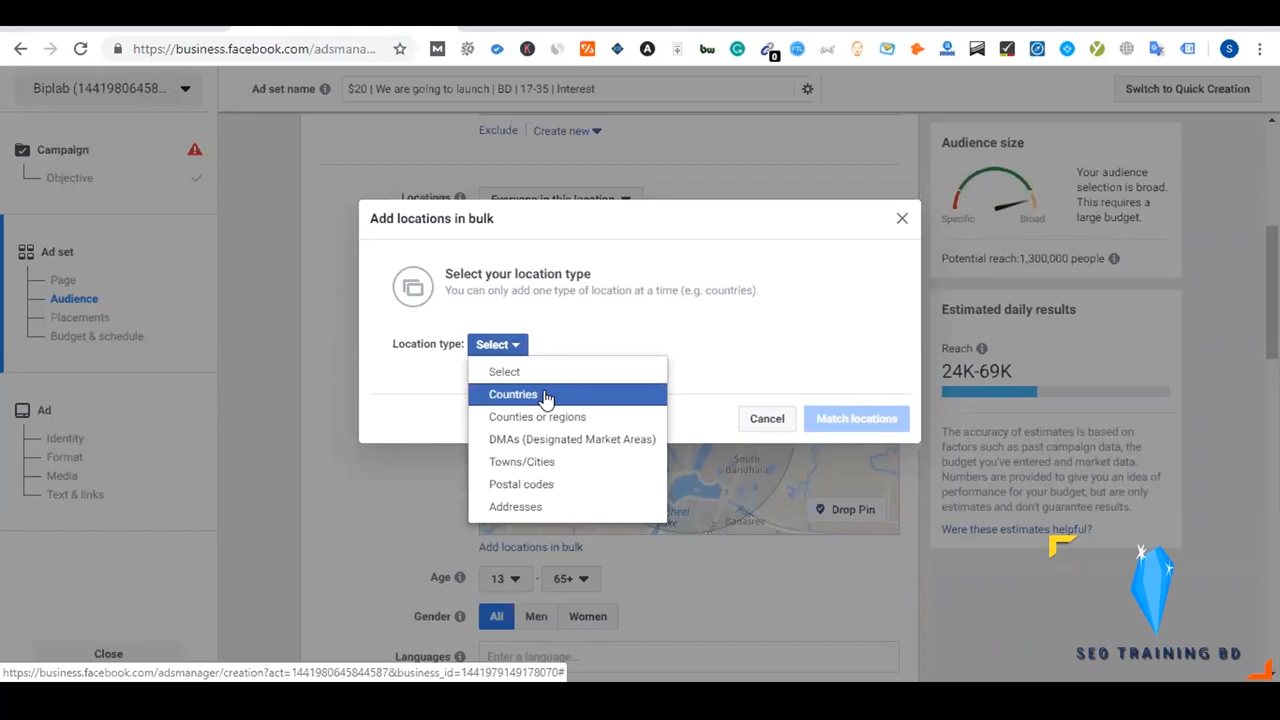 https://business.facebook.com/adsmana...
Biplab (14419806458...
Ad set name
$20 | We are going to launch | BD | 17-35 | Interest
Switch to Quick Creation
Campaign
Objective
Ad set
Page
Audience
Placements
Budget & schedule
Ad
Identity
Format
Media
Text & links
Close
Exclude
Create new
Locations
Everyone in this location
Add locations in bulk
Select your location type
You can only add one type of location at a time (e.g. countries).
Location type:
Select
Select
Countries
Counties or regions
DMAs (Designated Market Areas)
Towns/Cities
Postal codes
Addresses
Cancel
Match locations
South
Baridhara
Banasree
Drop Pin
Add locations in bulk
Age
13
-
65+
Gender
All
Men
Women
Languages
Enter a language...
Audience size
Specific
Broad
Your audience
selection is broad.
This requires a
large budget.
Potential reach:1,300,000 people
Estimated daily results
Reach
24K-69K
The accuracy of estimates is based on
factors such as past campaign data, the
budget you've entered and market data.
Numbers are provided to give you an idea of
performance for your budget, but are only
estimates and don't guarantee results.
Were these estimates helpful?
SEO TRAINING BD
https://business.facebook.com/adsmanager/creation?act=1441980645844587&business_id=1441979149178070#